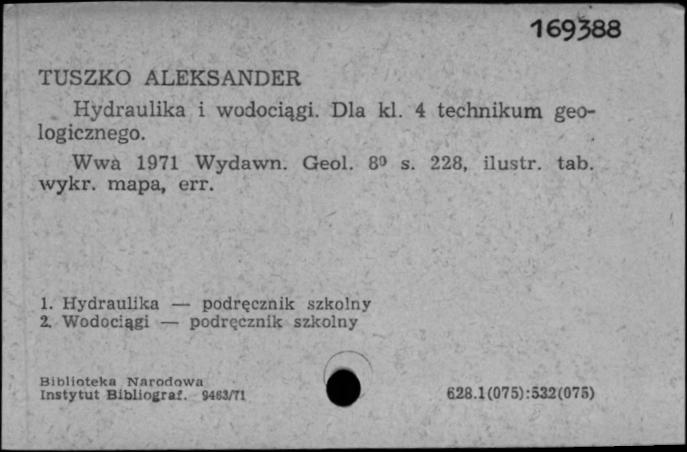 169388
TUSZKO ALEKSANDER
Hydraulika i wodociągi. Dla kl. 4 technikum geo-
logicznego.
Wwa 1971 Wydawn. Geol. 8⁰ s. 228, ilustr. tab.
wykr. mapa, err.
1. Hydraulika — podręcznik szkolny
2. Wodociągi — podręcznik szkolny
Biblioteka Narodowa
Instytut Bibliograf. 9463/71
628.1(075):532(075)